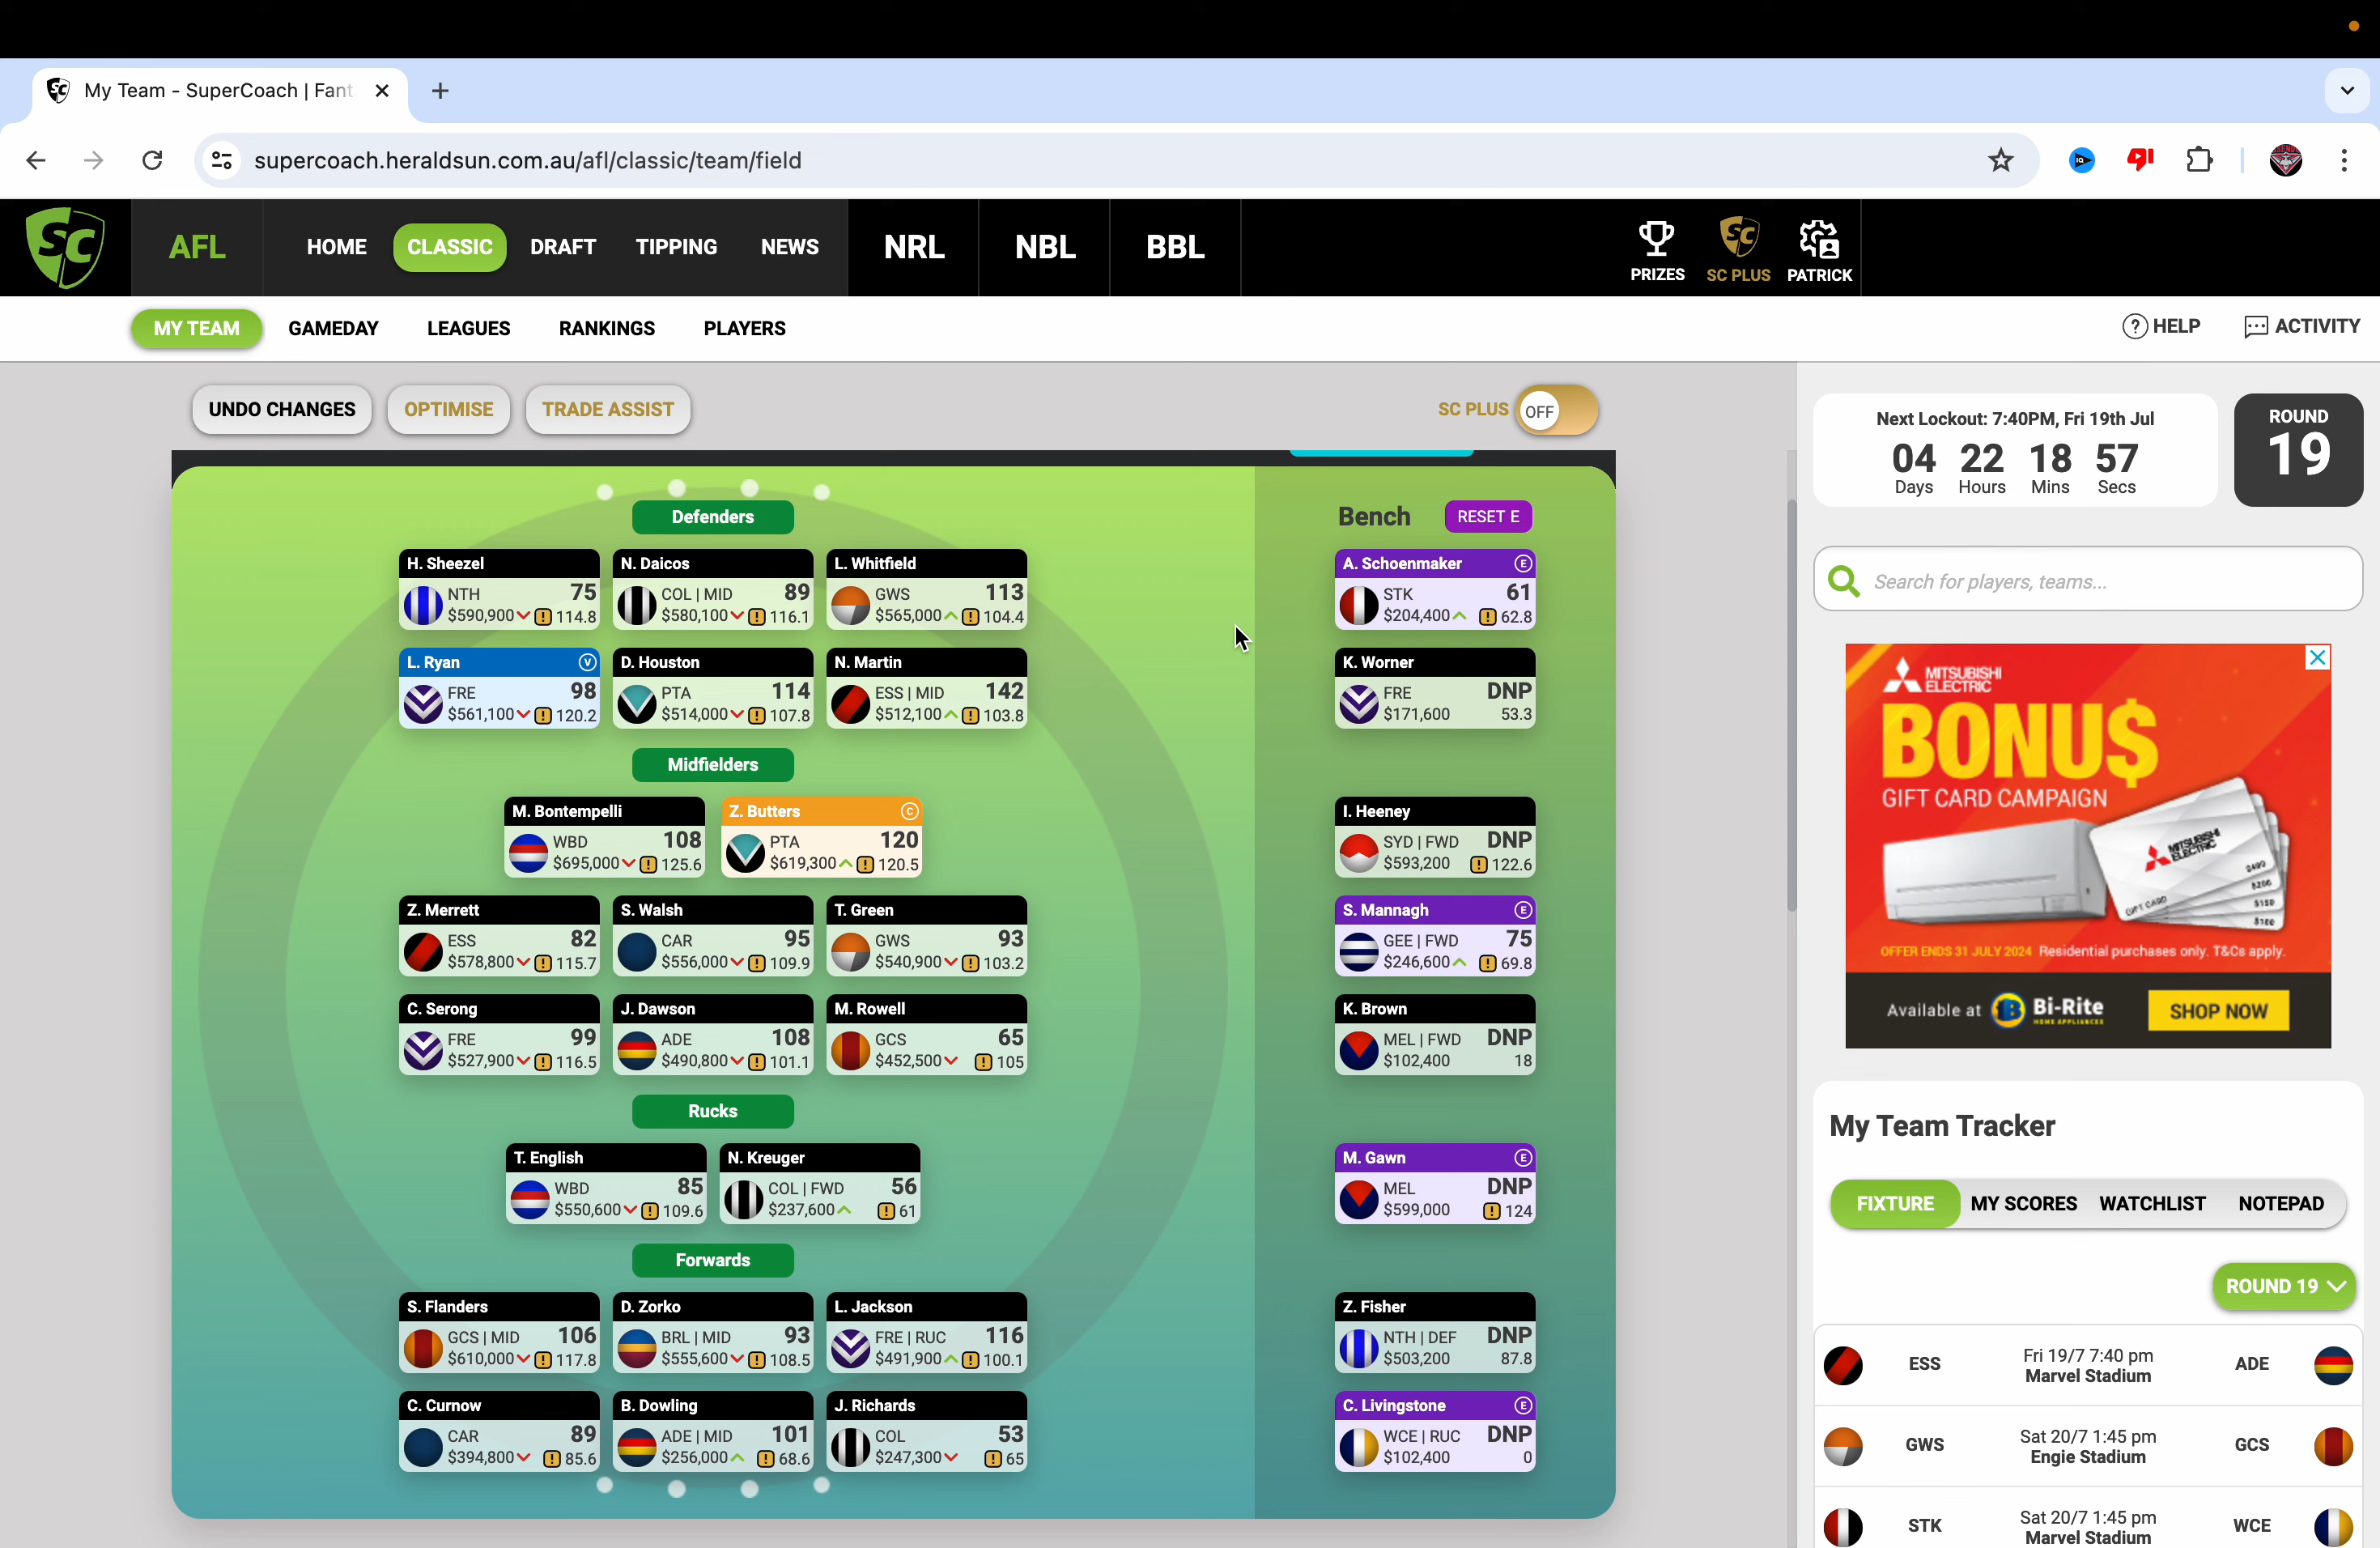 My Team - SuperCoach | Fant
supercoach.heraldsun.com.au/afl/classic/team/field
SC
AFL
HOME
CLASSIC
DRAFT
TIPPING
NEWS
NRL
NBL
BBL
PRIZES
SC PLUS
PATRICK
MY TEAM
GAMEDAY
LEAGUES
RANKINGS
PLAYERS
? HELP
ACTIVITY
UNDO CHANGES
OPTIMISE
TRADE ASSIST
SC PLUS OFF
Defenders
H. Sheezel
NTH 75
$590,900 ! 114.8
N. Daicos
COL | MID 89
$580,100 ! 116.1
L. Whitfield
GWS 113
$565,000 ! 104.4
L. Ryan V
FRE 98
$561,100 ! 120.2
D. Houston
PTA 114
$514,000 ! 107.8
N. Martin
ESS | MID 142
$512,100 ! 103.8
Midfielders
M. Bontempelli
WBD 108
$695,000 ! 125.6
Z. Butters C
PTA 120
$619,300 ! 120.5
Z. Merrett
ESS 82
$578,800 ! 115.7
S. Walsh
CAR 95
$556,000 ! 109.9
T. Green
GWS 93
$540,900 ! 103.2
C. Serong
FRE 99
$527,900 ! 116.5
J. Dawson
ADE 108
$490,800 ! 101.1
M. Rowell
GCS 65
$452,500 ! 105
Rucks
T. English
WBD 85
$550,600 ! 109.6
N. Kreuger
COL | FWD 56
$237,600 ! 61
Forwards
S. Flanders
GCS | MID 106
$610,000 ! 117.8
D. Zorko
BRL | MID 93
$555,600 ! 108.5
L. Jackson
FRE | RUC 116
$491,900 ! 100.1
C. Curnow
CAR 89
$394,800 ! 85.6
B. Dowling
ADE | MID 101
$256,000 ! 68.6
J. Richards
COL 53
$247,300 ! 65
Bench
RESET E
A. Schoenmaker E
STK 61
$204,400 ! 62.8
K. Worner
FRE DNP
$171,600 53.3
I. Heeney
SYD | FWD DNP
$593,200 ! 122.6
S. Mannagh E
GEE | FWD 75
$246,600 ! 69.8
K. Brown
MEL | FWD DNP
$102,400 18
M. Gawn E
MEL DNP
$599,000 ! 124
Z. Fisher
NTH | DEF DNP
$503,200 87.8
C. Livingstone E
WCE | RUC DNP
$102,400 0
Next Lockout: 7:40PM, Fri 19th Jul
04 22 18 57
Days Hours Mins Secs
ROUND
19
Search for players, teams...
MITSUBISHI
ELECTRIC
BONU$
GIFT CARD CAMPAIGN
OFFER ENDS 31 JULY 2024 Residential purchases only. T&Cs apply.
Available at Bi-Rite
HOME APPLIANCES
SHOP NOW
My Team Tracker
FIXTURE
MY SCORES
WATCHLIST
NOTEPAD
ROUND 19
ESS
Fri 19/7 7:40 pm
Marvel Stadium
ADE
GWS
Sat 20/7 1:45 pm
Engie Stadium
GCS
STK
Sat 20/7 1:45 pm
Marvel Stadium
WCE